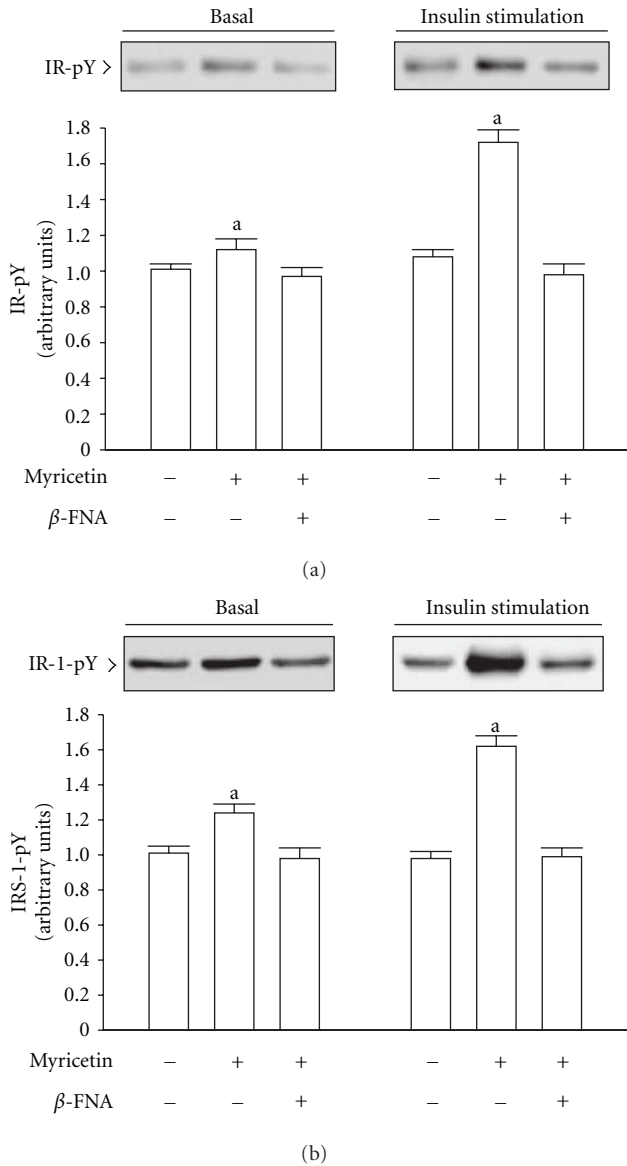 Basal Insulin stimulation
IR-pY >
a
a
IR-pY
(arbitrary units)
1.8
1.6
1.4
1.2
1.0
0.8
0.6
0.4
0.2
0
Myricetin − + + − + +
β-FNA − − + − − +
(a)
Basal Insulin stimulation
IR-1-pY >
a
a
IRS-1-pY
(arbitrary units)
1.8
1.6
1.4
1.2
1.0
0.8
0.6
0.4
0.2
0
Myricetin − + + − + +
β-FNA − − + − − +
(b)